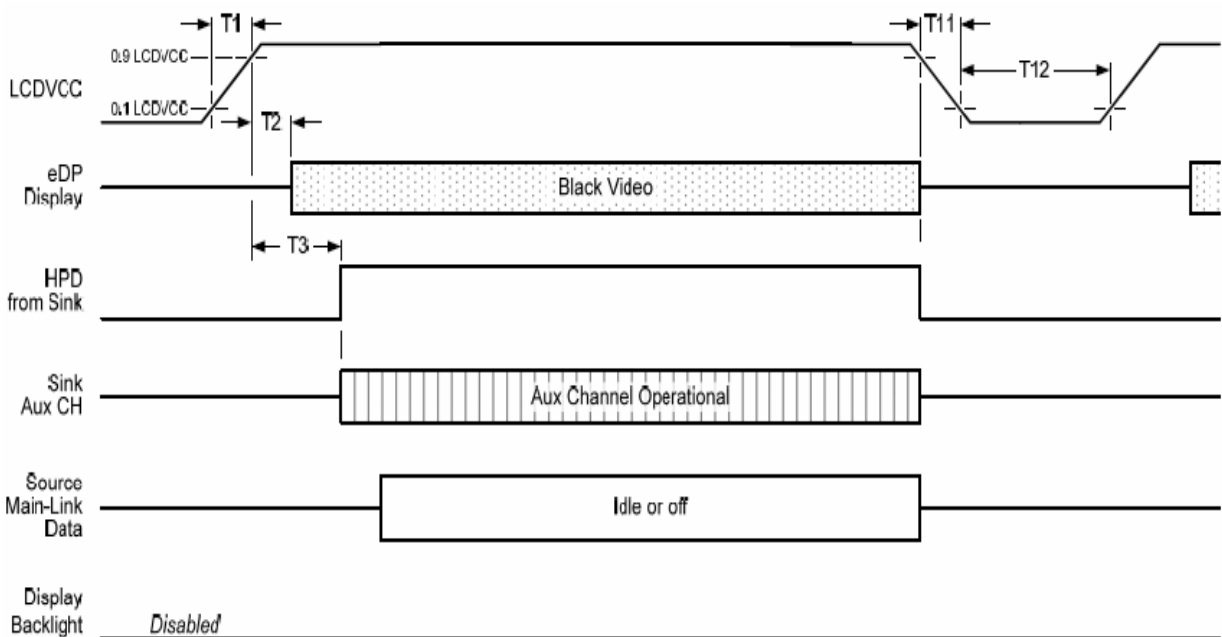 T1
T11
0.9 LCDVCC
T12
LCDVCC
0.1 LCDVCC
T2
eDP
Display
Black Video
T3
HPD
from Sink
Sink
Aux CH
Aux Channel Operational
Source
Main-Link
Data
Idle or off
Display
Backlight
Disabled